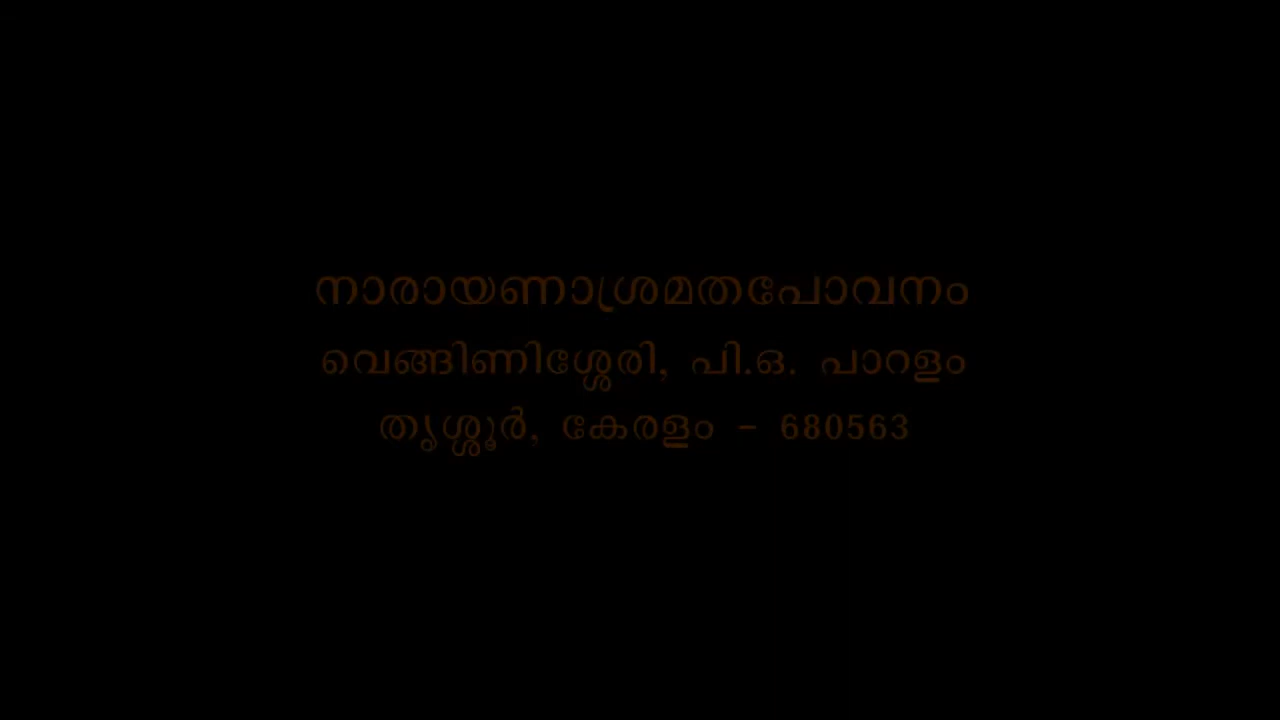 നാരായണാശ്രമതപോവനം
വെങ്ങിണിശ്ശേരി, പി.ഒ. പാറളം
തൃശ്ശൂർ, കേരളം - 680563